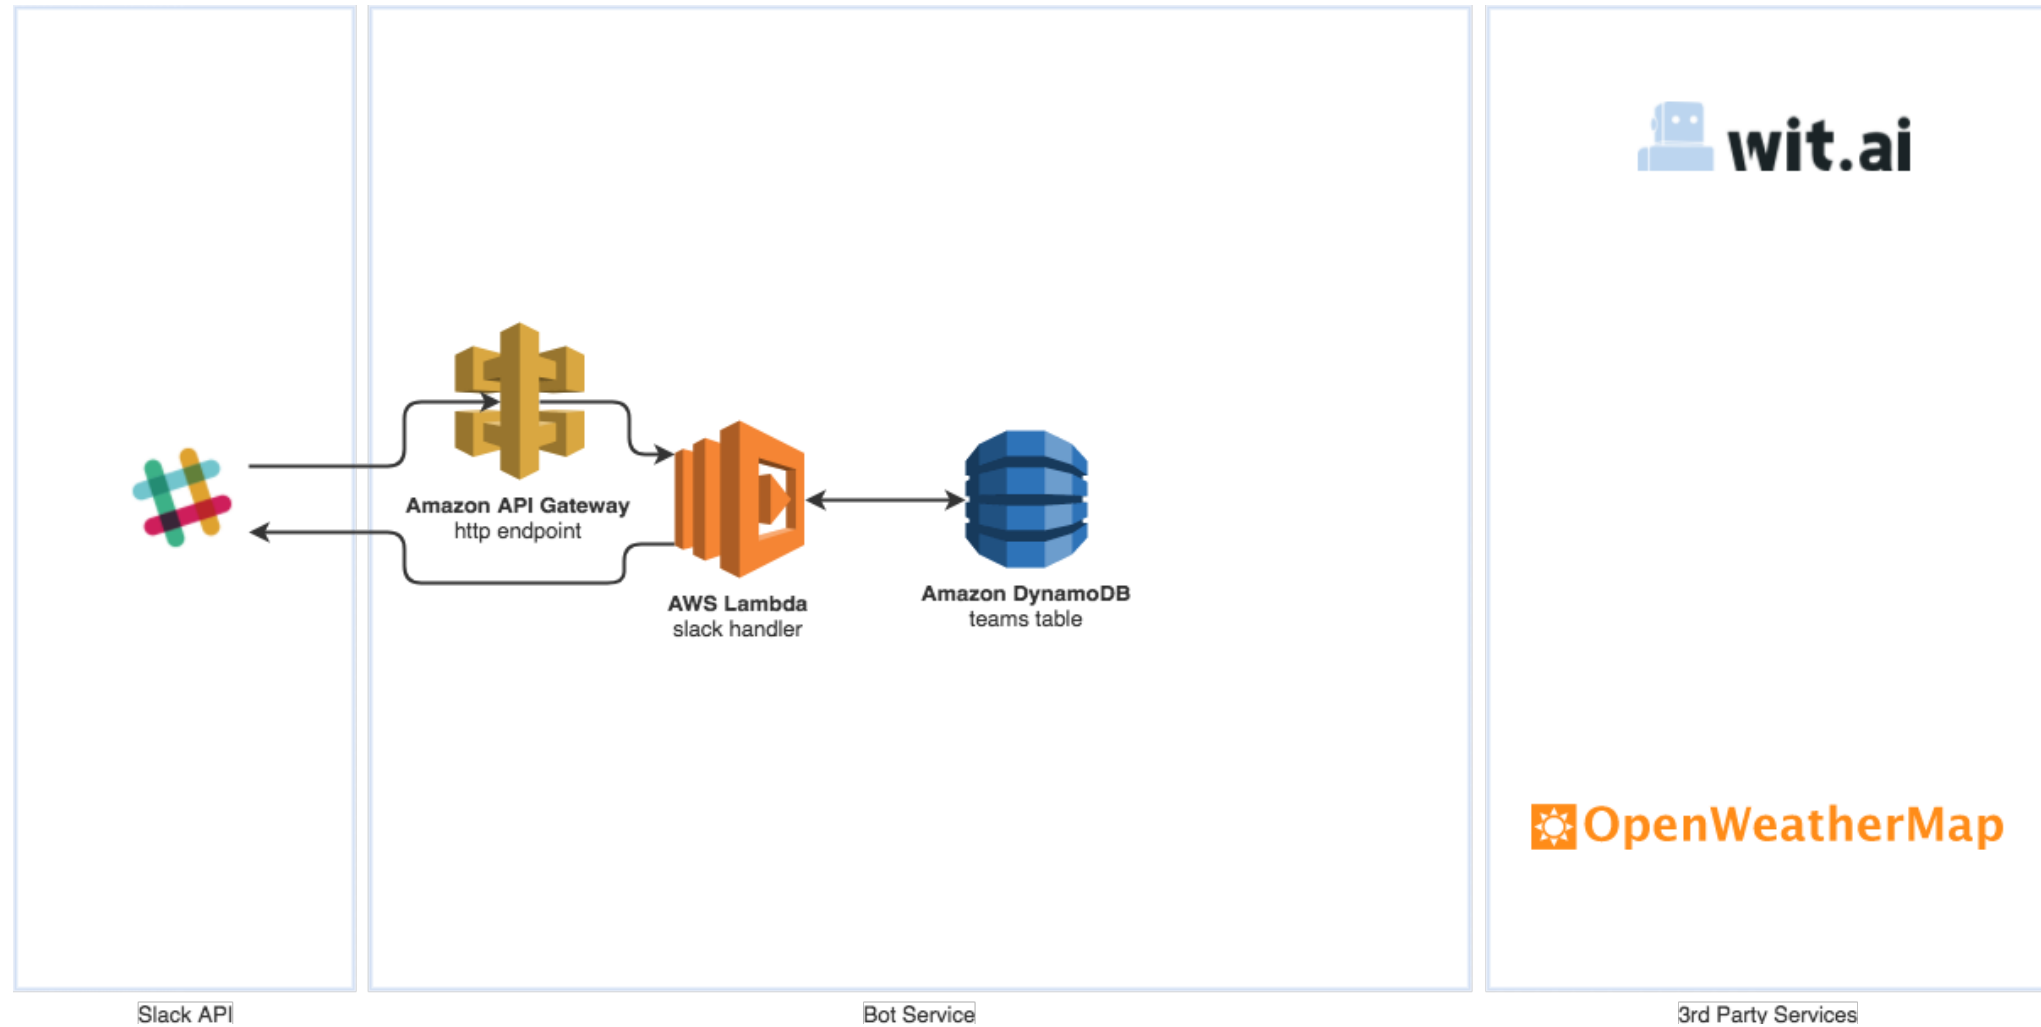 wit.ai
Amazon API Gateway
http endpoint
AWS Lambda
slack handler
Amazon DynamoDB
teams table
OpenWeatherMap
Slack API
Bot Service
3rd Party Services